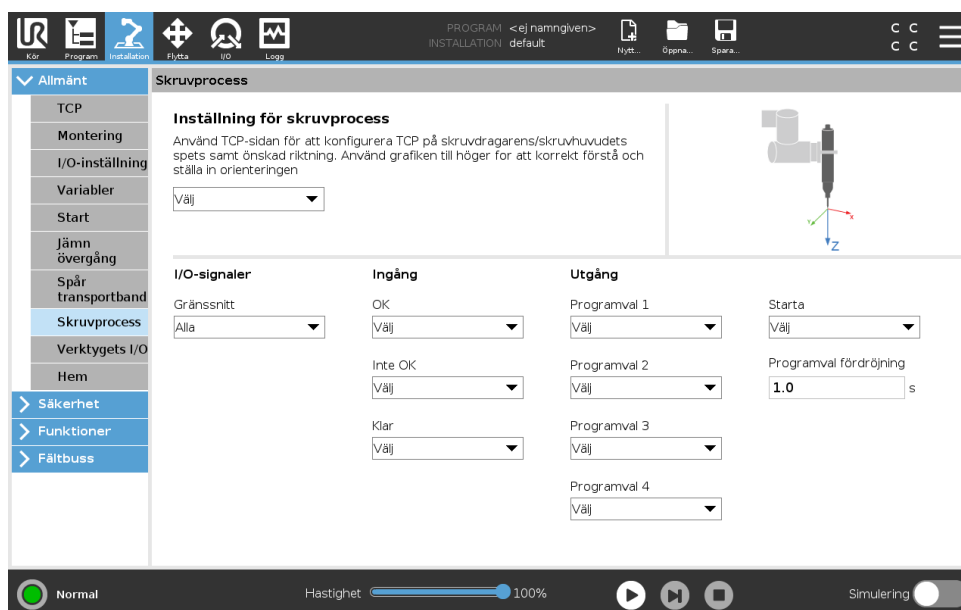 PROGRAM <ej namngiven>
INSTALLATION default
UR
Kör
Program
Installation
Flytta
I/O
Logg
Nytt...
Öppna...
Spara...
C C
C C
Allmänt
TCP
Montering
I/O-inställning
Variabler
Start
Jämn
övergång
Spår
transportband
Skruvprocess
Verktygets I/O
Hem
Säkerhet
Funktioner
Fältbuss
Skruvprocess
Inställning för skruvprocess
Använd TCP-sidan för att konfigurera TCP på skruvdragarens/skruvhuvudets
spets samt önskad riktning. Använd grafiken till höger for att korrekt förstå och
ställa in orienteringen
Välj
Y
X
Z
I/O-signaler
Gränssnitt
Alla
Ingång
OK
Välj
Inte OK
Välj
Klar
Välj
Utgång
Programval 1
Välj
Programval 2
Välj
Programval 3
Välj
Programval 4
Välj
Starta
Välj
Programval fördröjning
1.0 s
Normal
Hastighet 100%
Simulering